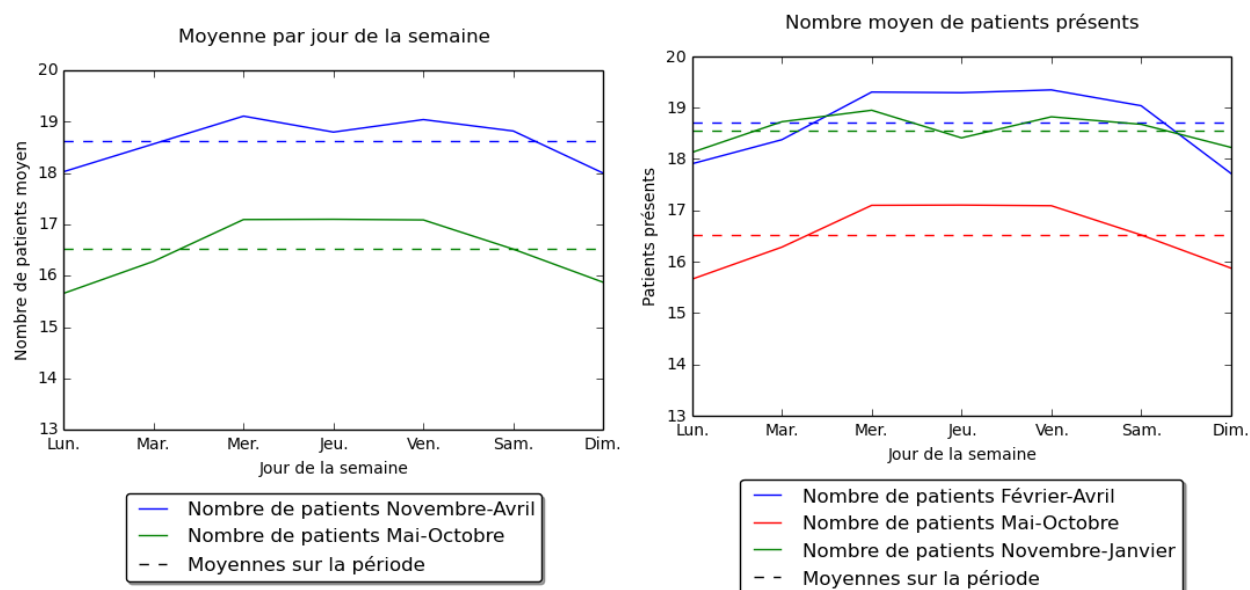 Moyenne par jour de la semaine
20
19
18
17
16
15
14
13
Nombre de patients moyen
Lun. Mar. Mer. Jeu. Ven. Sam. Dim.
Jour de la semaine
Nombre de patients Novembre-Avril
Nombre de patients Mai-Octobre
Moyennes sur la période
Nombre moyen de patients présents
20
19
18
17
16
15
14
13
Patients présents
Lun. Mar. Mer. Jeu. Ven. Sam. Dim.
Jour de la semaine
Nombre de patients Février-Avril
Nombre de patients Mai-Octobre
Nombre de patients Novembre-Janvier
Moyennes sur la période